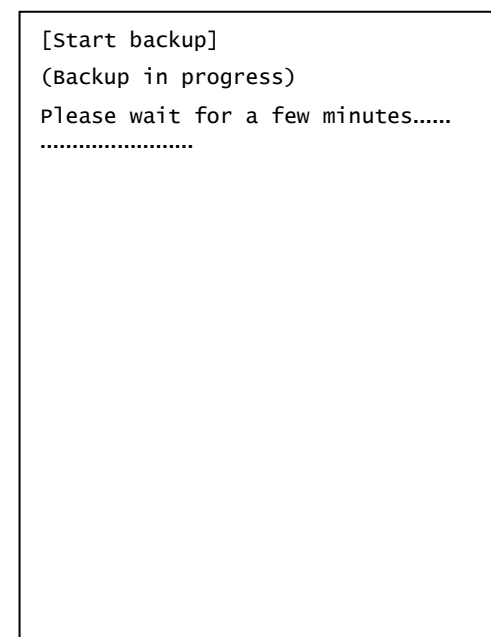 [Start backup]
(Backup in progress)
Please wait for a few minutes......
........................